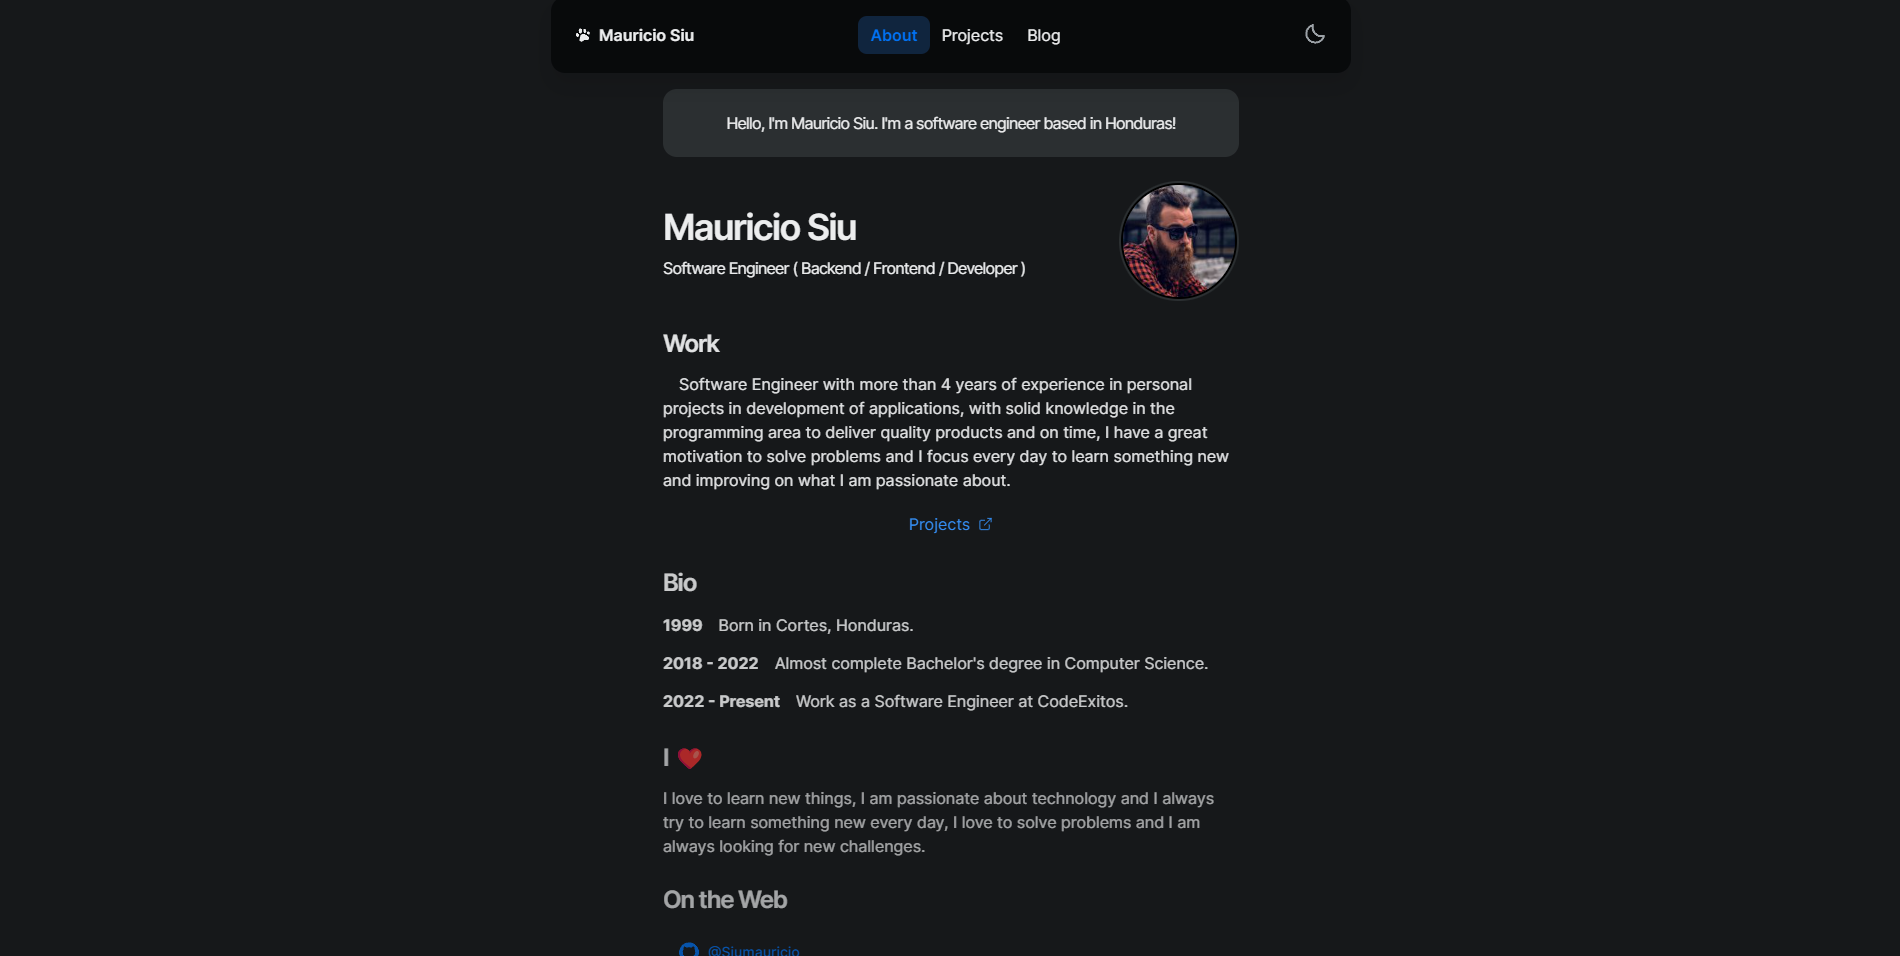 Mauricio Siu
About Projects Blog
Hello, I'm Mauricio Siu. I'm a software engineer based in Honduras!
Mauricio Siu
Software Engineer ( Backend / Frontend / Developer )
Work
Software Engineer with more than 4 years of experience in personal
projects in development of applications, with solid knowledge in the
programming area to deliver quality products and on time, I have a great
motivation to solve problems and I focus every day to learn something new
and improving on what I am passionate about.
Projects
Bio
1999 Born in Cortes, Honduras.
2018 - 2022 Almost complete Bachelor's degree in Computer Science.
2022 - Present Work as a Software Engineer at CodeExitos.
I ❤️
I love to learn new things, I am passionate about technology and I always
try to learn something new every day, I love to solve problems and I am
always looking for new challenges.
On the Web
@Siumauricio